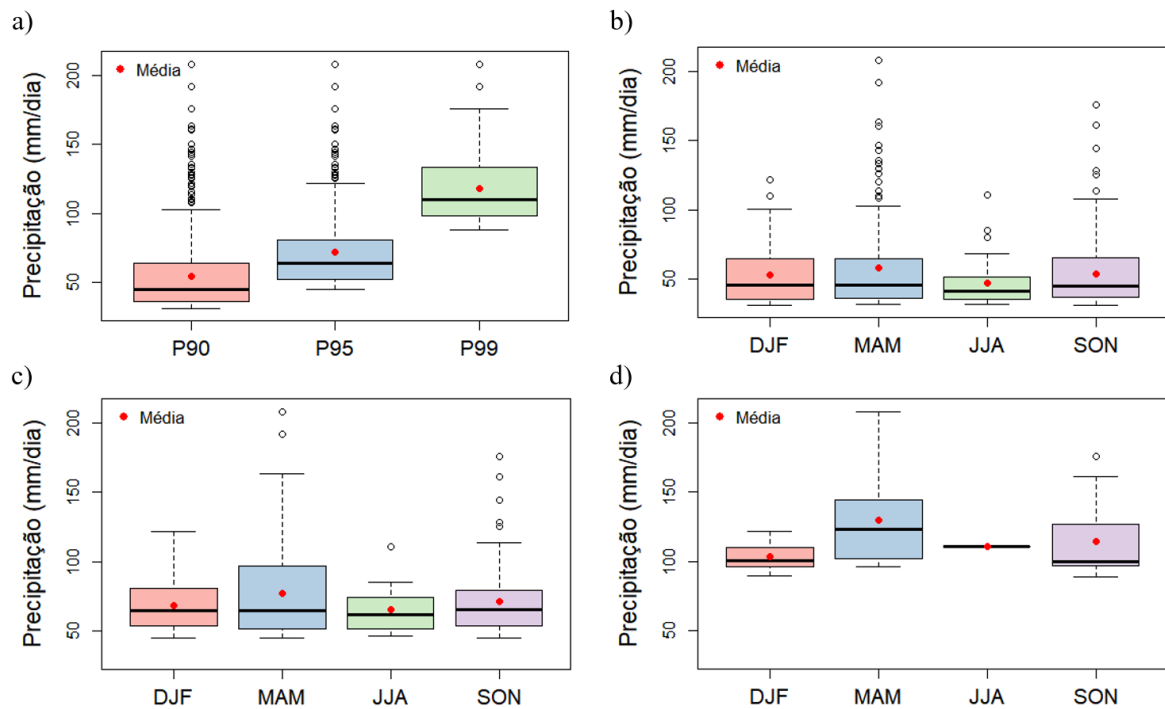 a)
Precipitação (mm/dia)
200
150
100
50
Média
P90 P95 P99
b)
Precipitação (mm/dia)
200
150
100
50
Média
DJF MAM JJA SON
c)
Precipitação (mm/dia)
200
150
100
50
Média
DJF MAM JJA SON
d)
Precipitação (mm/dia)
200
150
100
50
Média
DJF MAM JJA SON